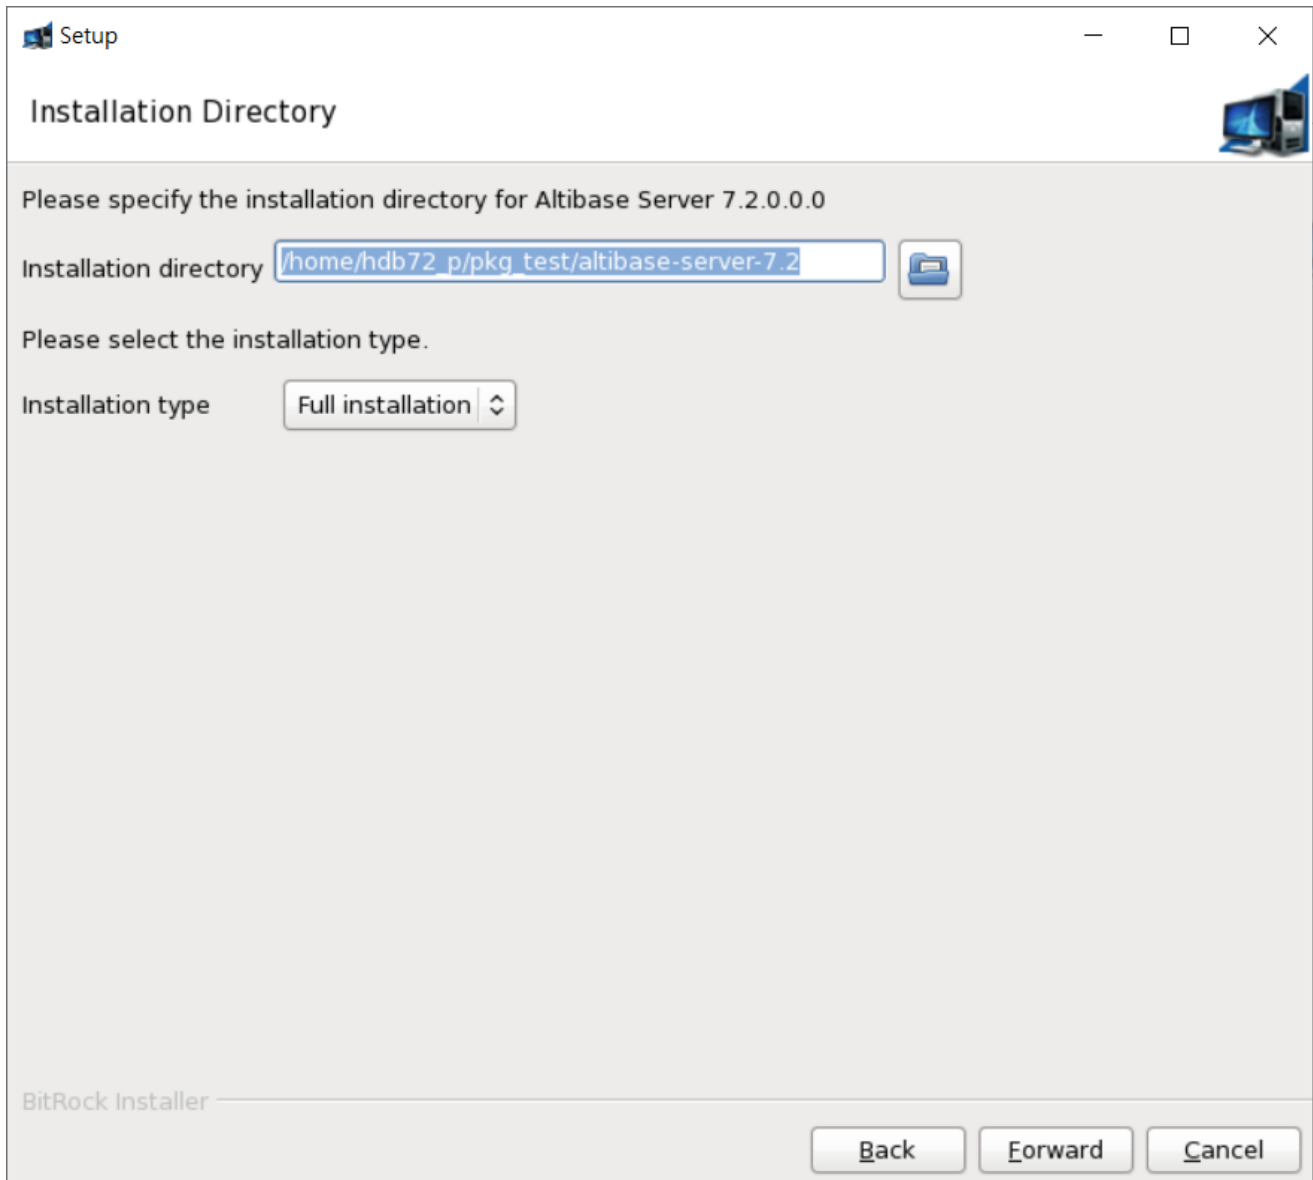 Setup
Installation Directory
Please specify the installation directory for Altibase Server 7.2.0.0.0
Installation directory /home/hdb72_p/pkg_test/altibase-server-7.2
Please select the installation type.
Installation type Full installation
BitRock Installer
Back Forward Cancel